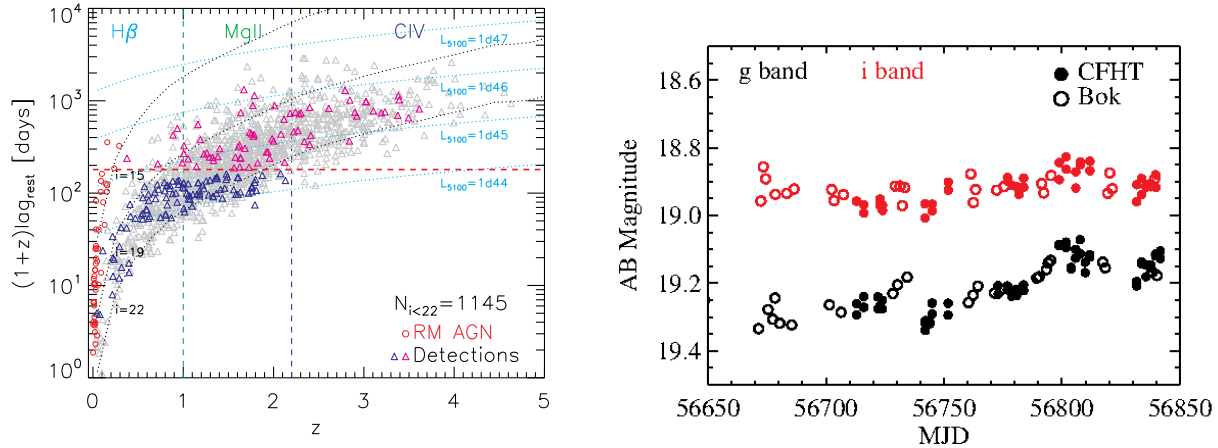 Hβ MgII CIV
L5100=1d47
L5100=1d46
L5100=1d45
L5100=1d44
i=15
i=19
i=22
N i<22=1145
RM AGN
Detections
10^4
10^3
10^2
10^1
10^0
(1+z)lag rest [days]
0 1 2 3 4 5
z
g band i band CFHT
Bok
18.6
18.8
19.0
19.2
19.4
AB Magnitude
56650 56700 56750 56800 56850
MJD